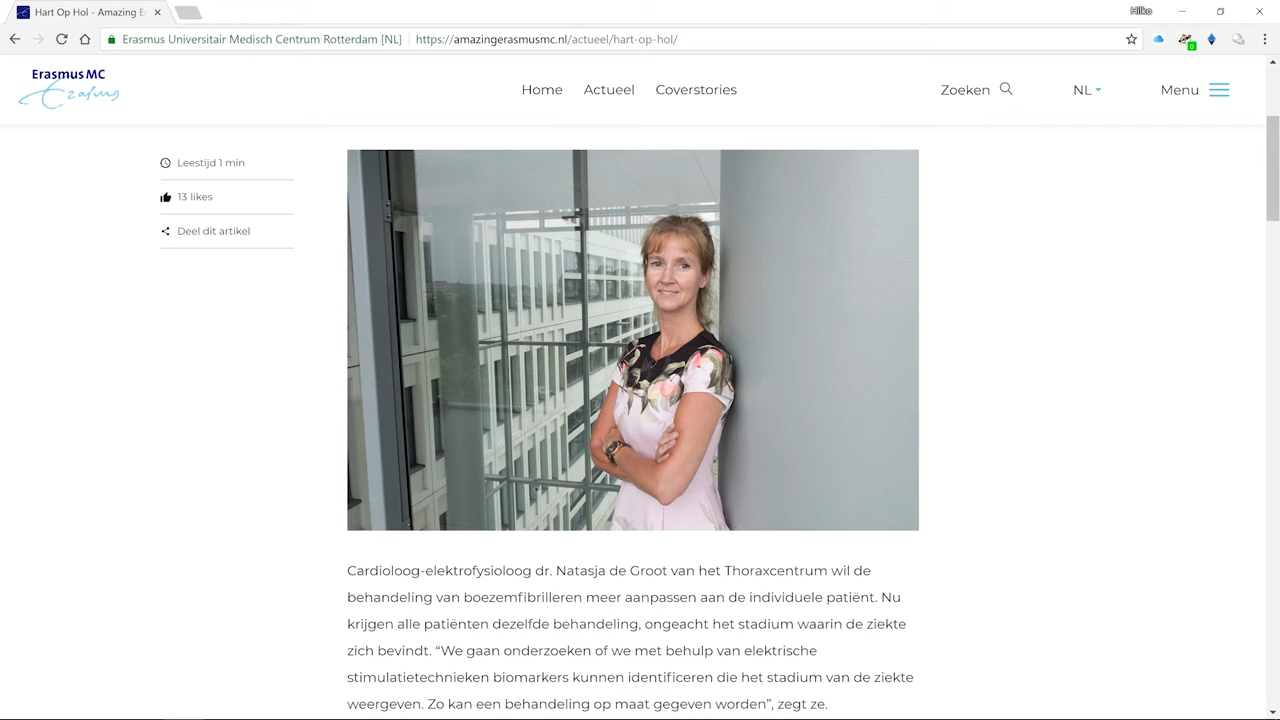 Hart Op Hol - Amazing E
Hilko
Erasmus Universitair Medisch Centrum Rotterdam [NL] https://amazingerasmusmc.nl/actueel/hart-op-hol/
0
Erasmus MC
Erasmus
Home Actueel Coverstories Zoeken NL Menu
Leestijd 1 min
13 likes
Deel dit artikel
Cardioloog-elektrofysioloog dr. Natasja de Groot van het Thoraxcentrum wil de
behandeling van boezemfibrilleren meer aanpassen aan de individuele patiënt. Nu
krijgen alle patiënten dezelfde behandeling, ongeacht het stadium waarin de ziekte
zich bevindt. “We gaan onderzoeken of we met behulp van elektrische
stimulatietechnieken biomarkers kunnen identificeren die het stadium van de ziekte
weergeven. Zo kan een behandeling op maat gegeven worden”, zegt ze.